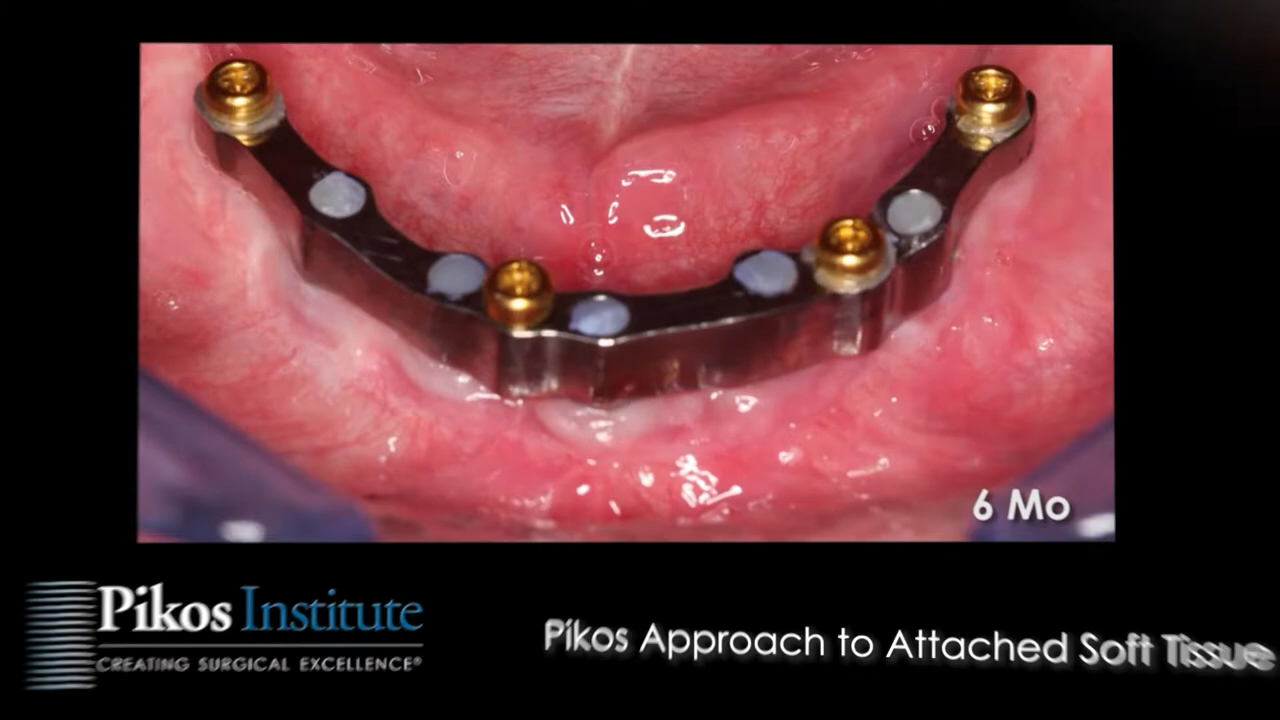 6 Mo
Pikos Institute
CREATING SURGICAL EXCELLENCE®
Pikos Approach to Attached Soft Tissue